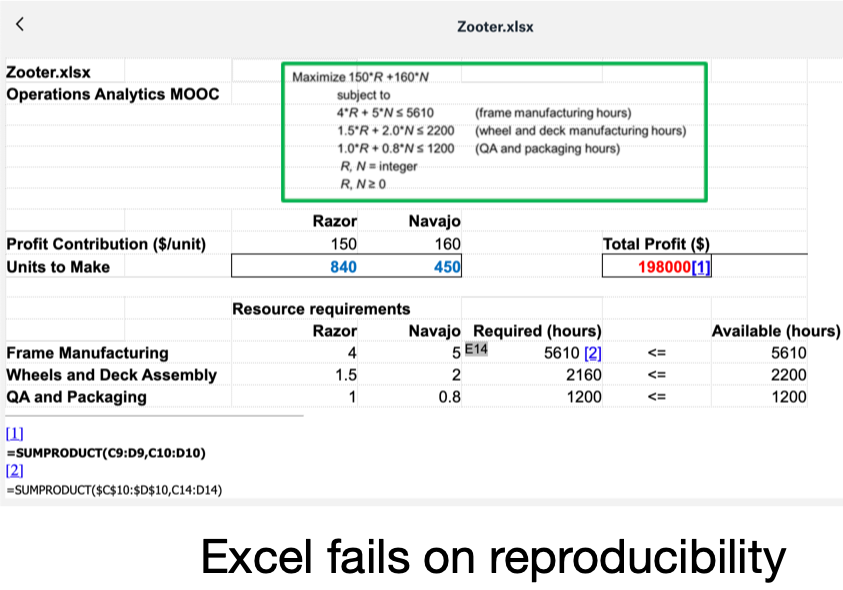 Zooter.xlsx
Zooter.xlsx
Operations Analytics MOOC
Maximize 150*R +160*N
subject to
4*R + 5*N ≤ 5610 (frame manufacturing hours)
1.5*R + 2.0*N ≤ 2200 (wheel and deck manufacturing hours)
1.0*R + 0.8*N ≤ 1200 (QA and packaging hours)
R, N = integer
R, N ≥ 0
Razor Navajo
Profit Contribution ($/unit) 150 160 Total Profit ($)
Units to Make 840 450 198000[1]
Resource requirements
Razor Navajo Required (hours) Available (hours)
Frame Manufacturing 4 5 E14 5610 [2] <= 5610
Wheels and Deck Assembly 1.5 2 2160 <= 2200
QA and Packaging 1 0.8 1200 <= 1200
[1]
=SUMPRODUCT(C9:D9,C10:D10)
[2]
=SUMPRODUCT($C$10:$D$10,C14:D14)
Excel fails on reproducibility